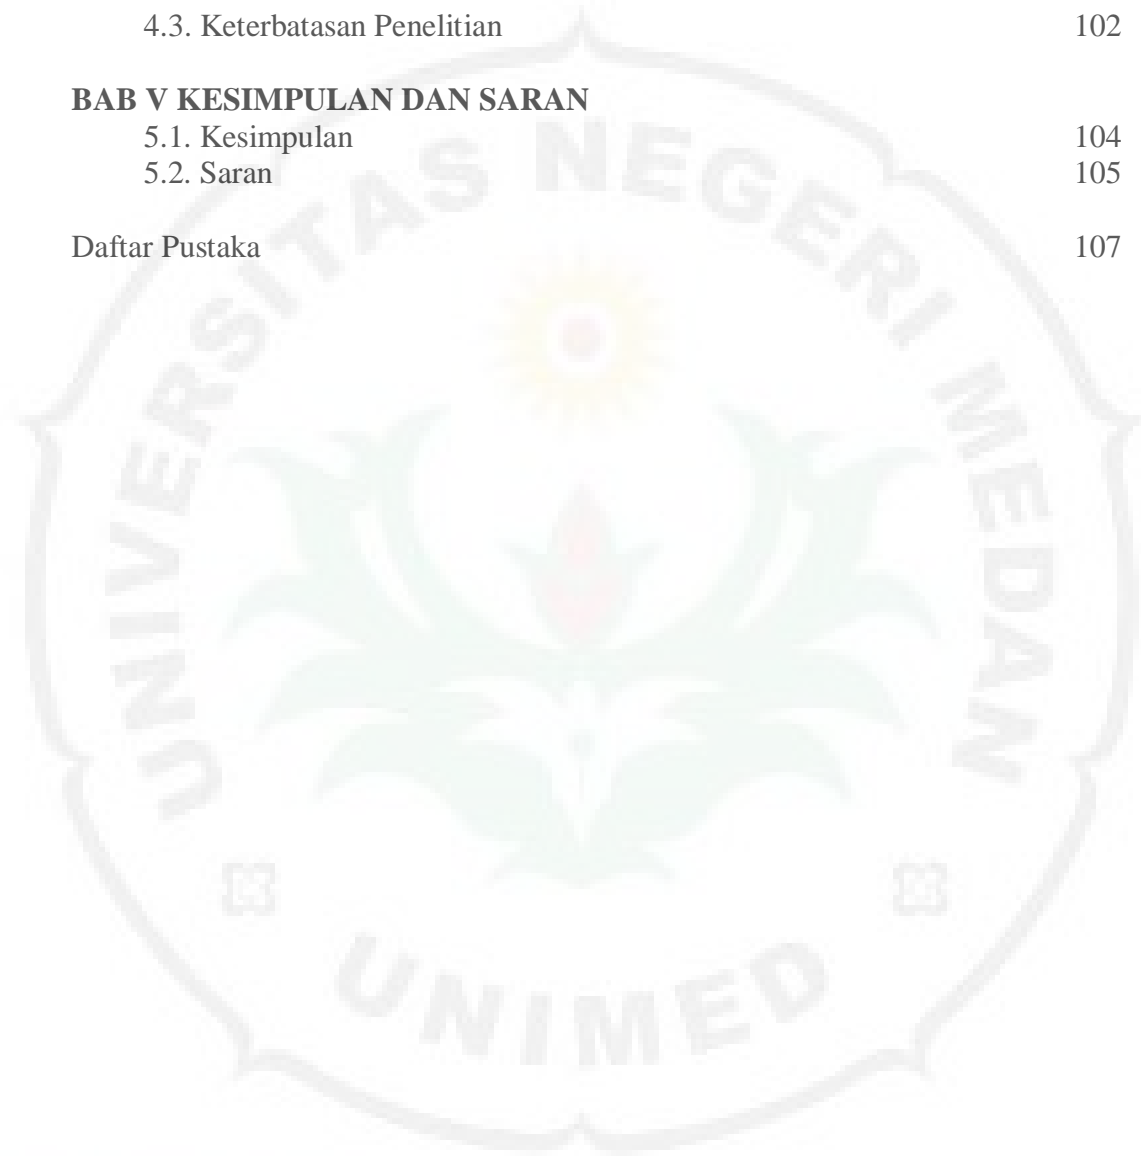 4.3. Keterbatasan Penelitian 102
BAB V KESIMPULAN DAN SARAN
5.1. Kesimpulan 104
5.2. Saran 105
Daftar Pustaka 107
UNIVERSITAS NEGERI MEDAN
UNIMED